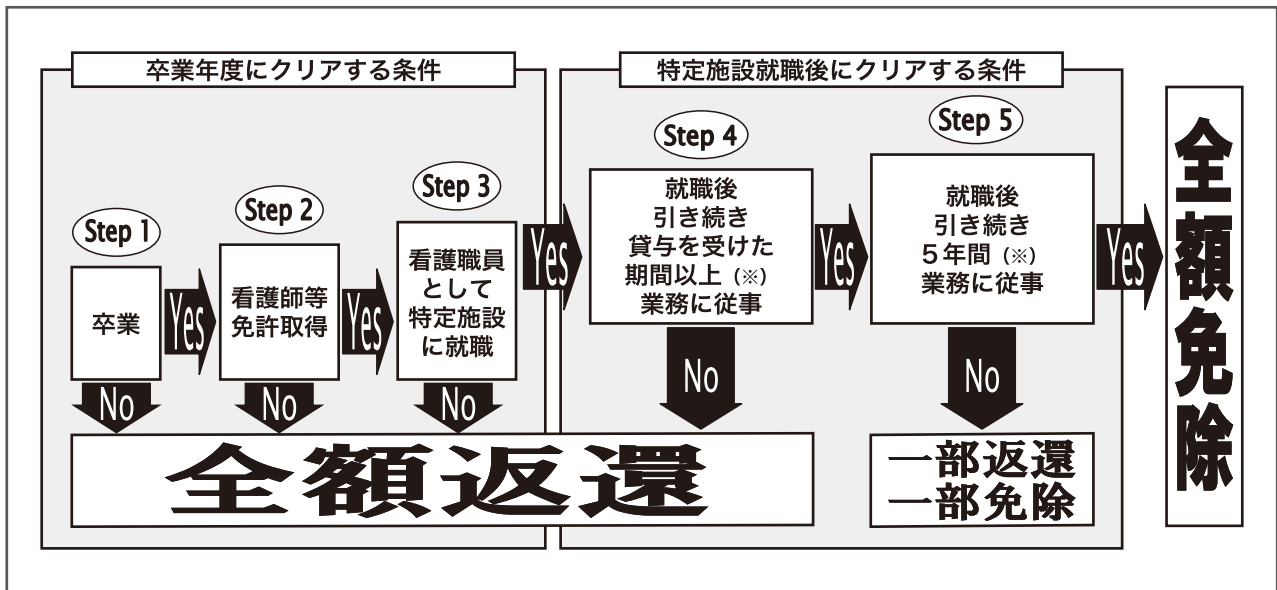 卒業年度にクリアする条件
特定施設就職後にクリアする条件
Step 1
卒業
Yes
No
Step 2
看護師等
免許取得
Yes
No
Step 3
看護職員
として
特定施設
に就職
Yes
No
Step 4
就職後
引き続き
貸与を受けた
期間以上（※）
業務に従事
Yes
No
Step 5
就職後
引き続き
５年間（※）
業務に従事
Yes
No
全額返還
一部返還
一部免除
全額免除